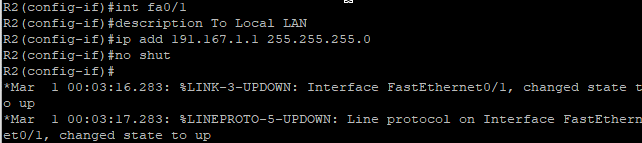 R2(config-if)#int fa0/1
R2(config-if)#description To Local LAN
R2(config-if)#ip add 191.167.1.1 255.255.255.0
R2(config-if)#no shut
R2(config-if)#
*Mar  1 00:03:16.283: %LINK-3-UPDOWN: Interface FastEthernet0/1, changed state t
o up
*Mar  1 00:03:17.283: %LINEPROTO-5-UPDOWN: Line protocol on Interface FastEthern
et0/1, changed state to up